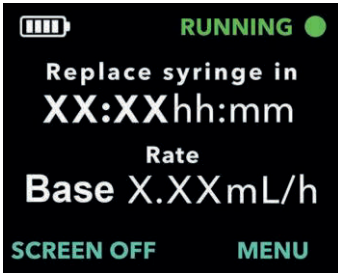 RUNNING
Replace syringe in
XX:XXhh:mm
Rate
Base X.XXmL/h
SCREEN OFF MENU